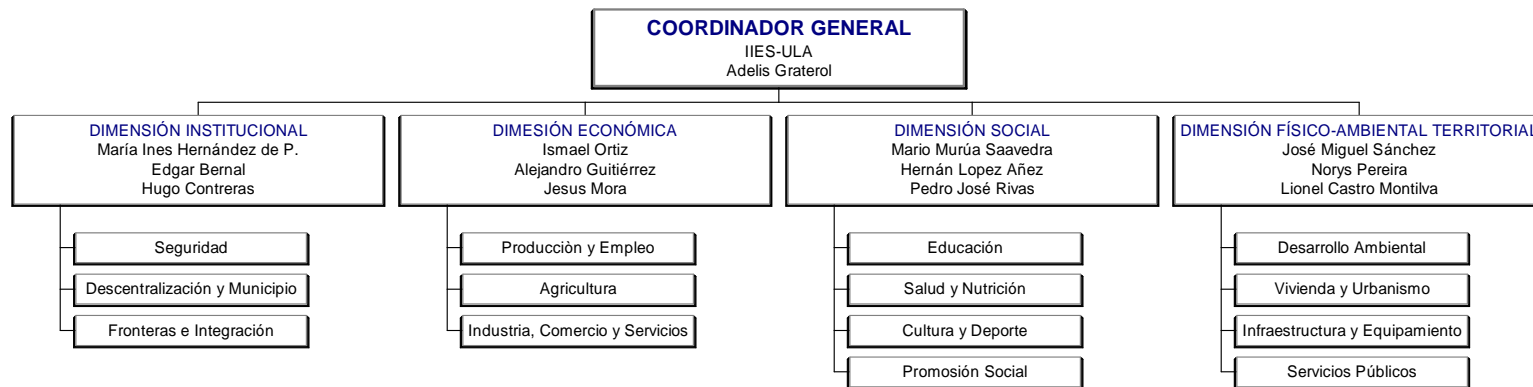 COORDINADOR GENERAL
IIES-ULA
Adelis Graterol
DIMENSIÓN INSTITUCIONAL
María Ines Hernández de P.
Edgar Bernal
Hugo Contreras
Seguridad
Descentralización y Municipio
Fronteras e Integración
DIMESIÓN ECONÓMICA
Ismael Ortiz
Alejandro Guitiérrez
Jesus Mora
Producciòn y Empleo
Agricultura
Industria, Comercio y Servicios
DIMENSIÓN SOCIAL
Mario Murúa Saavedra
Hernán Lopez Añez
Pedro José Rivas
Educación
Salud y Nutrición
Cultura y Deporte
Promosión Social
DIMENSIÓN FÍSICO-AMBIENTAL TERRITORIAL
José Miguel Sánchez
Norys Pereira
Lionel Castro Montilva
Desarrollo Ambiental
Vivienda y Urbanismo
Infraestructura y Equipamiento
Servicios Públicos